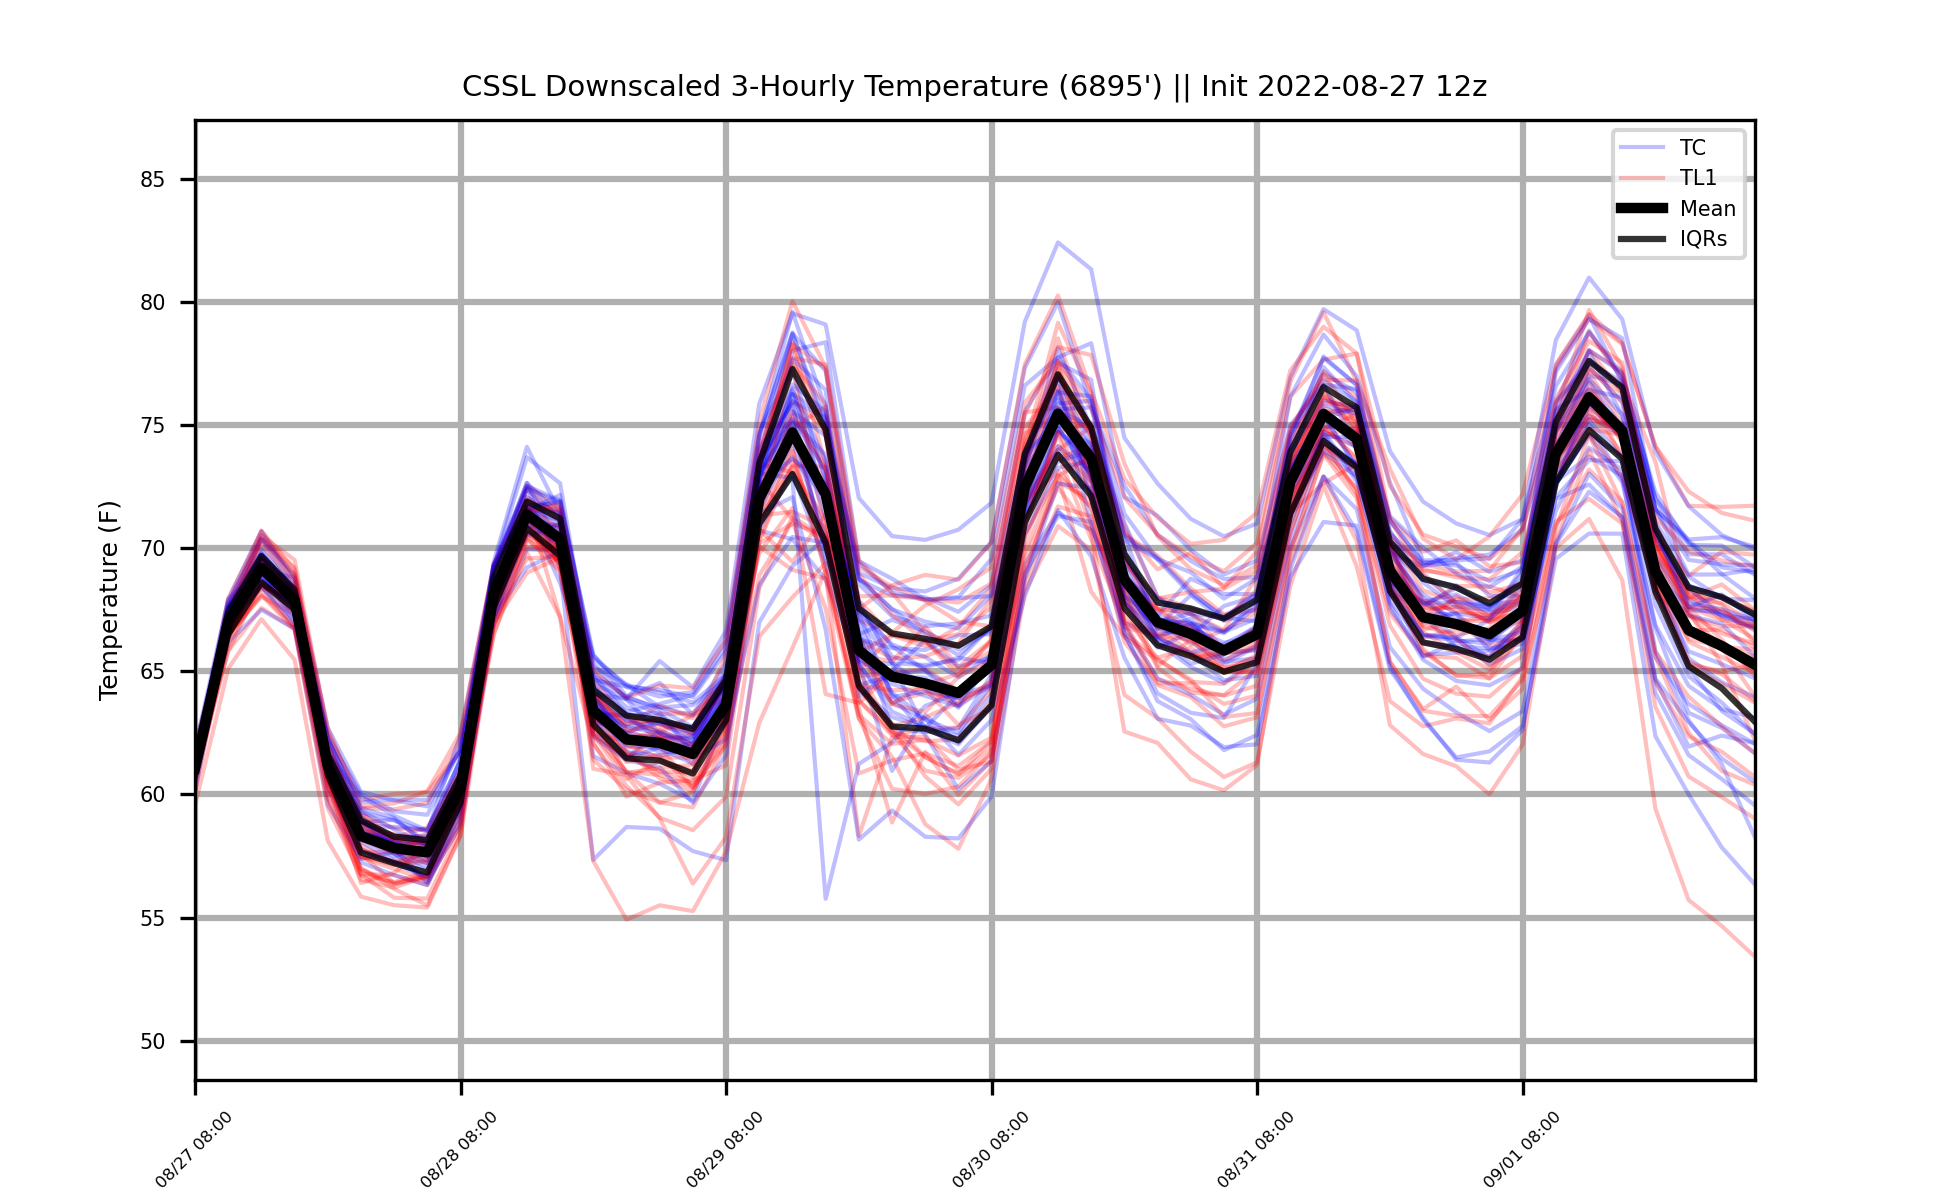 CSSL Downscaled 3-Hourly Temperature (6895') || Init 2022-08-27 12z
TC
TL1
Mean
IQRs
Temperature (F)
85
80
75
70
65
60
55
50
08/27 08:00
08/28 08:00
08/29 08:00
08/30 08:00
08/31 08:00
09/01 08:00